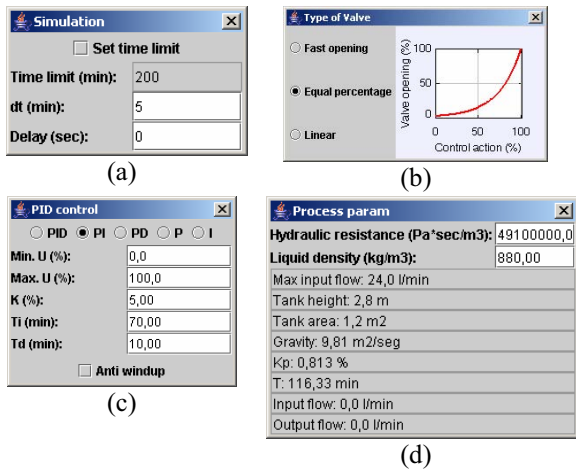 Simulation
Set time limit
Time limit (min): 200
dt (min): 5
Delay (sec): 0
(a)
Type of Valve
Fast opening
Equal percentage
Linear
Valve opening (%)
100
50
0
0 50 100
Control action (%)
(b)
PID control
PID PI PD P I
Min. U (%): 0,0
Max. U (%): 100,0
K (%): 5,00
Ti (min): 70,00
Td (min): 10,00
Anti windup
(c)
Process param
Hydraulic resistance (Pa*sec/m3): 49100000,0
Liquid density (kg/m3): 880,00
Max input flow: 24,0 l/min
Tank height: 2,8 m
Tank area: 1,2 m2
Gravity: 9,81 m2/seg
Kp: 0,813 %
T: 116,33 min
Input flow: 0,0 l/min
Output flow: 0,0 l/min
(d)